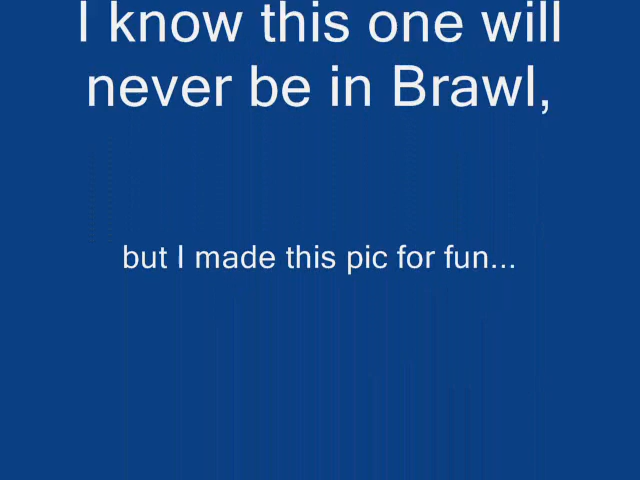 I know this one will
never be in Brawl,
but I made this pic for fun...